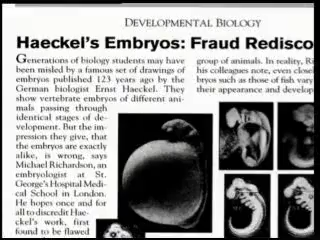 DEVELOPMENTAL BIOLOGY
Haeckel's Embryos: Fraud Redisco
Generations of biology students may have
been misled by a famous set of drawings of
embryos published 123 years ago by the
German biologist Ernst Haeckel. They
show vertebrate embryos of different ani-
mals passing through
identical stages of de-
velopment. But the im-
pression they give, that
the embryos are exactly
alike, is wrong, says
Michael Richardson, an
embryologist at St.
George's Hospital Medi-
cal School in London.
He hopes once and for
all to discredit Hae-
ckel's work, first
found to be flawed
group of animals. In reality, Ri
his colleagues note, even close
bryos such as those of fish vary
their appearance and develop